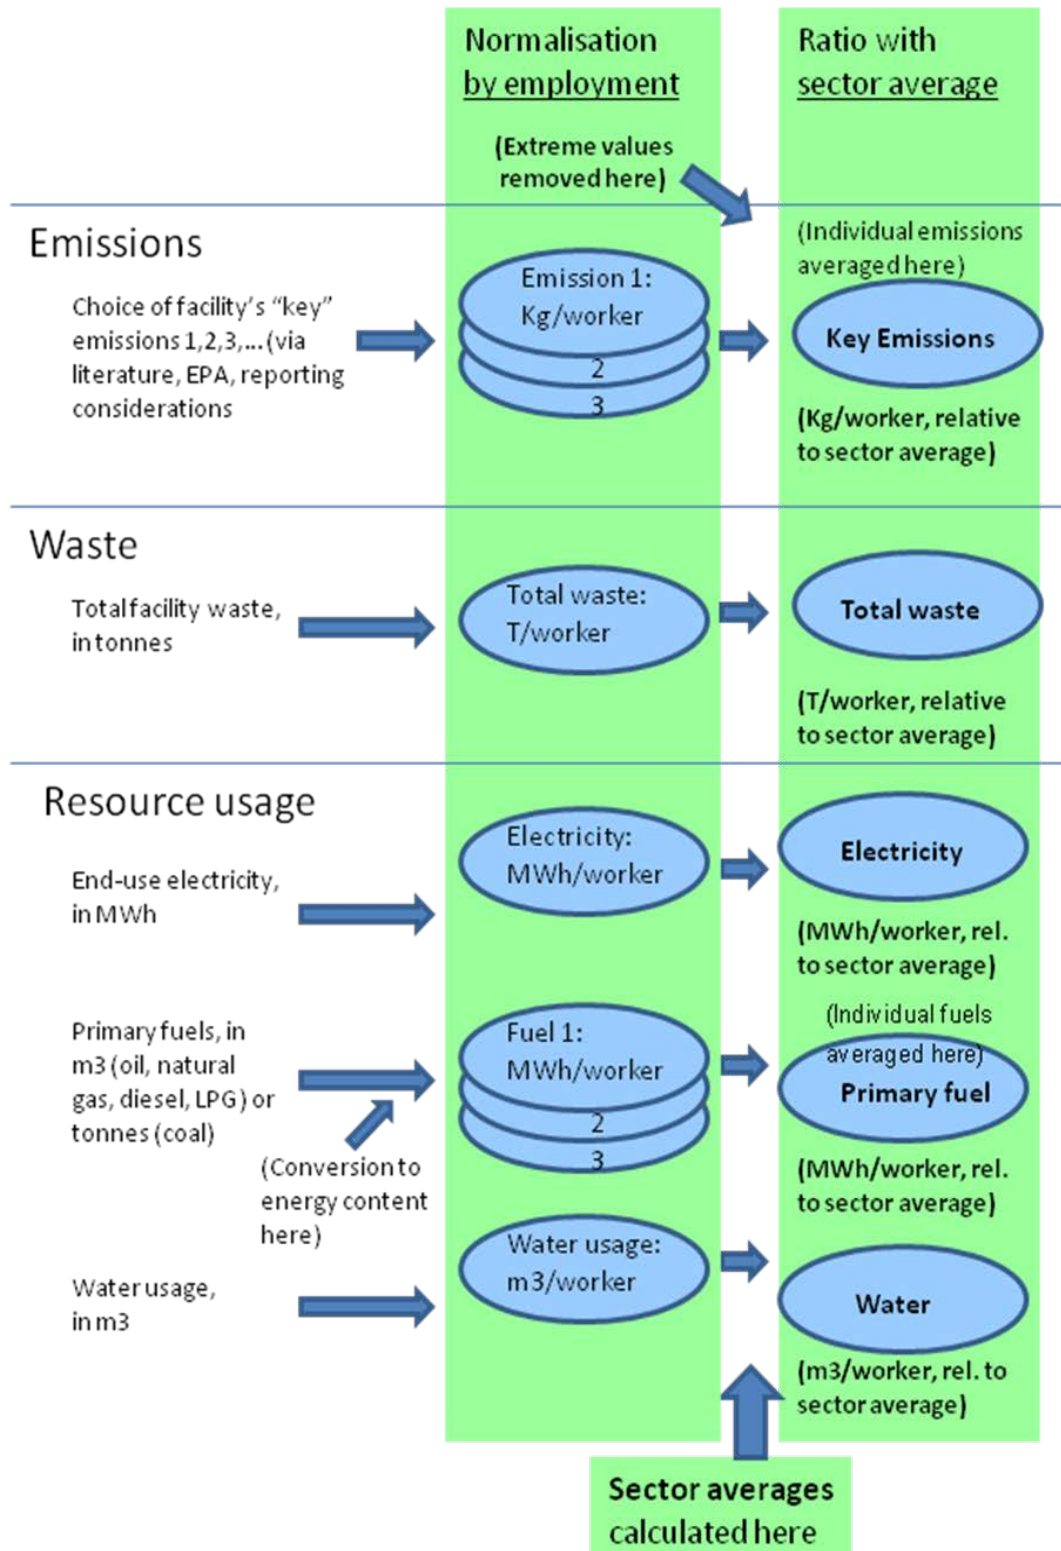 Normalisation
by employment
Ratio with
sector average
(Extreme values
removed here)
Emissions
Choice of facility's "key"
emissions 1,2,3,... (via
literature, EPA, reporting
considerations
Emission 1:
Kg/worker
2
3
(Individual emissions
averaged here)
Key Emissions
(Kg/worker, relative
to sector average)
Waste
Total facility waste,
in tonnes
Total waste:
T/worker
Total waste
(T/worker, relative
to sector average)
Resource usage
End-use electricity,
in MWh
Electricity:
MWh/worker
Electricity
(MWh/worker, rel.
to sector average)
Primary fuels, in
m3 (oil, natural
gas, diesel, LPG) or
tonnes (coal)
(Conversion to
energy content
here)
Fuel 1:
MWh/worker
2
3
(Individual fuels
averaged here)
Primary fuel
(MWh/worker, rel.
to sector average)
Water usage,
in m3
Water usage:
m3/worker
Water
(m3/worker, rel. to
sector average)
Sector averages
calculated here